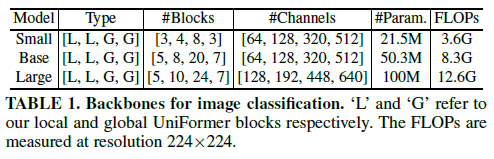 Model Type #Blocks #Channels #Param. FLOPs
Small [L, L, G, G] [3, 4, 8, 3] [64, 128, 320, 512] 21.5M 3.6G
Base [L, L, G, G] [5, 8, 20, 7] [64, 128, 320, 512] 50.3M 8.3G
Large [L, L, G, G] [5, 10, 24, 7] [128, 192, 448, 640] 100M 12.6G
TABLE 1. Backbones for image classification. ‘L’ and ‘G’ refer to
our local and global UniFormer blocks respectively. The FLOPs are
measured at resolution 224×224.